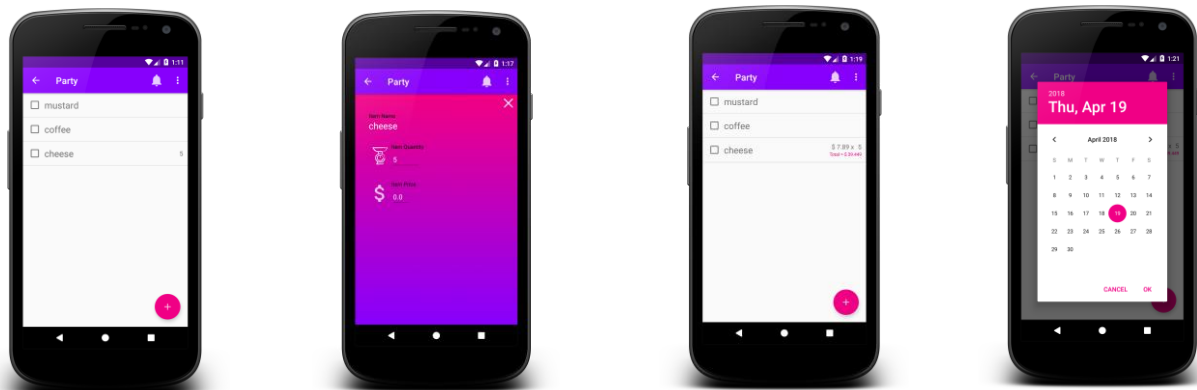 1:11
Party
mustard
coffee
cheese 5
1:17
Party
Item Name
cheese
Item Quantity
5
Item Price
0.0
1:19
Party
mustard
coffee
cheese $ 7.89 x 5
1:21
Party
2018
Thu, Apr 19
April 2018
S M T W T F S
1 2 3 4 5 6 7
8 9 10 11 12 13 14
15 16 17 18 19 20 21
22 23 24 25 26 27 28
29 30
CANCEL OK